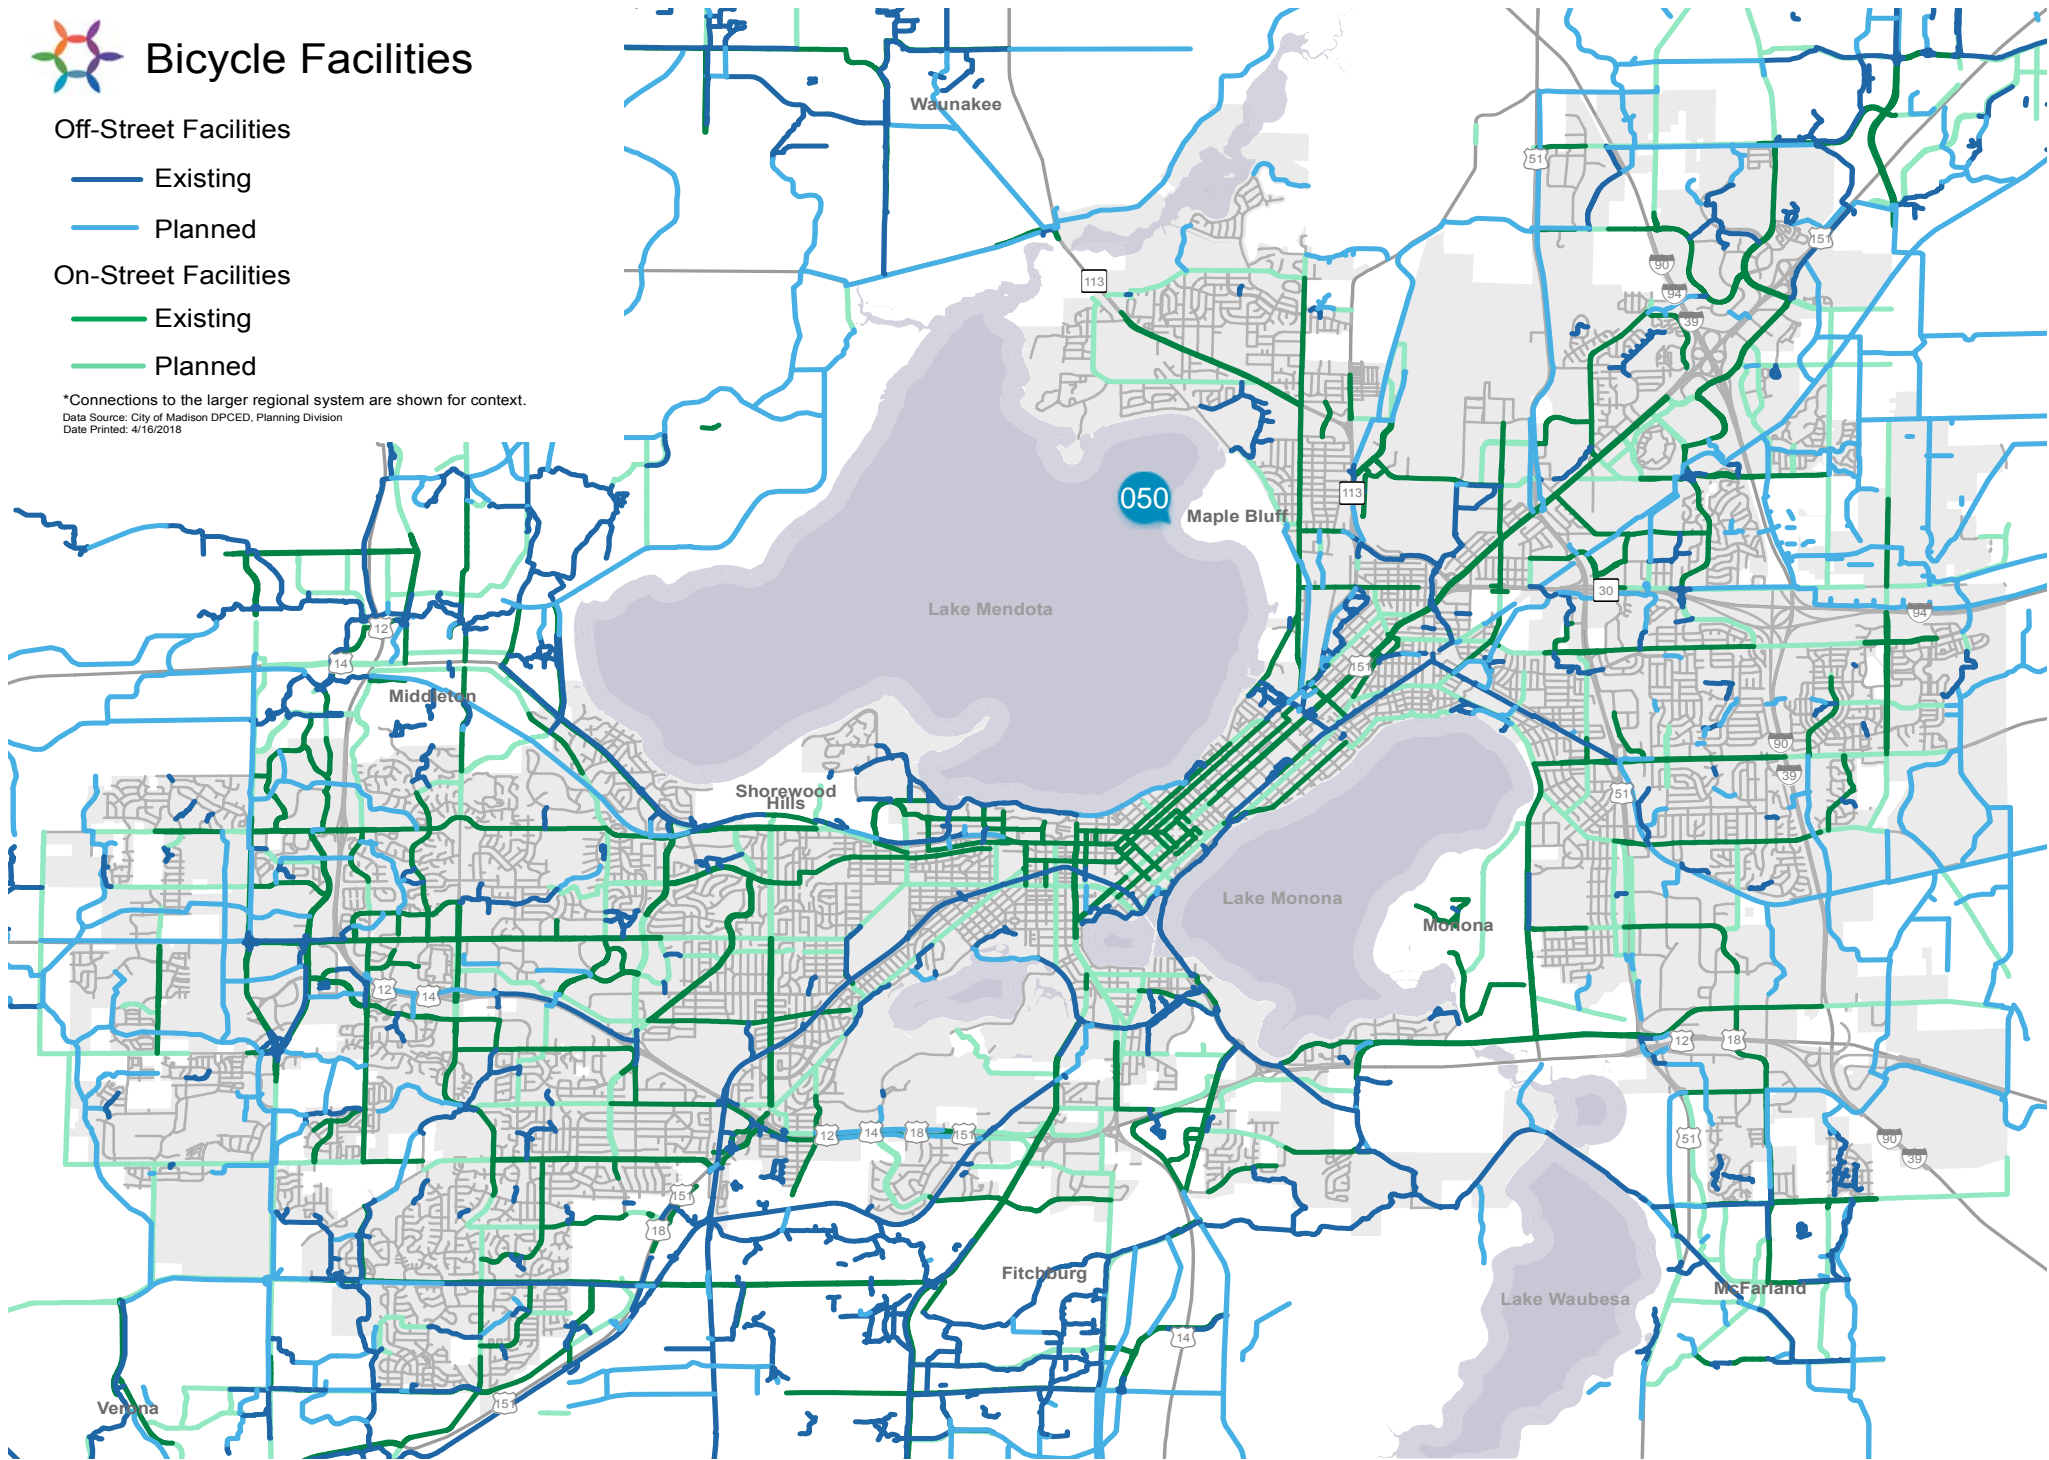 Bicycle Facilities
Off-Street Facilities
Existing
Planned
On-Street Facilities
Existing
Planned
*Connections to the larger regional system are shown for context.
Data Source: City of Madison DPCED, Planning Division
Date Printed: 4/16/2018
Waunakee
51
151
90
113
94
39
050
113
Maple Bluff
30
Lake Mendota
94
12
14
151
Middleton
90
39
51
Shorewood
Hills
Lake Monona
Monona
12
14
12
18
12
14
18
151
51
90
39
151
18
Fitchburg
McFarland
Lake Waubesa
14
151
Verona